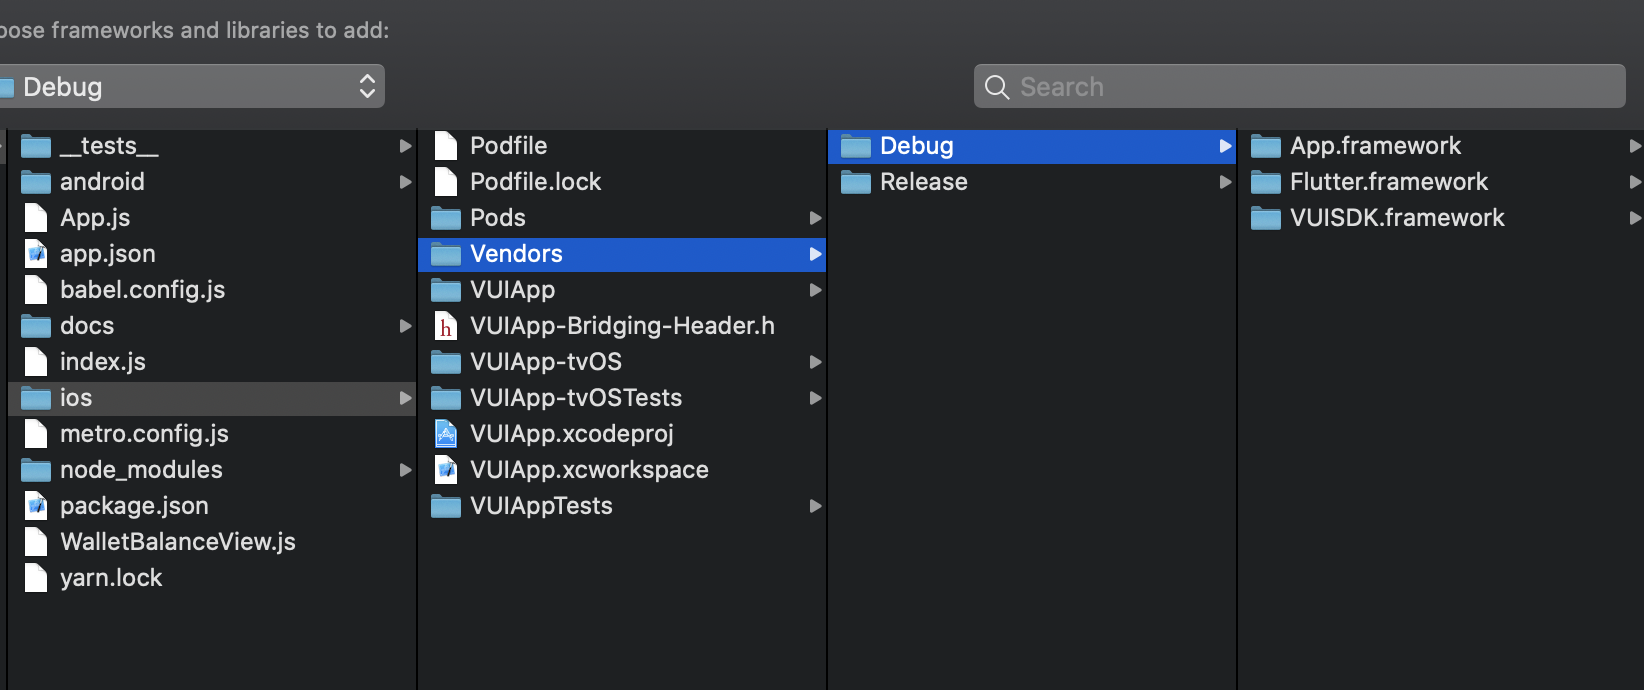 oose frameworks and libraries to add:
Debug
Search
__tests__
android
App.js
app.json
babel.config.js
docs
index.js
ios
metro.config.js
node_modules
package.json
WalletBalanceView.js
yarn.lock
Podfile
Podfile.lock
Pods
Vendors
VUIApp
VUIApp-Bridging-Header.h
VUIApp-tvOS
VUIApp-tvOSTests
VUIApp.xcodeproj
VUIApp.xcworkspace
VUIAppTests
Debug
Release
App.framework
Flutter.framework
VUISDK.framework